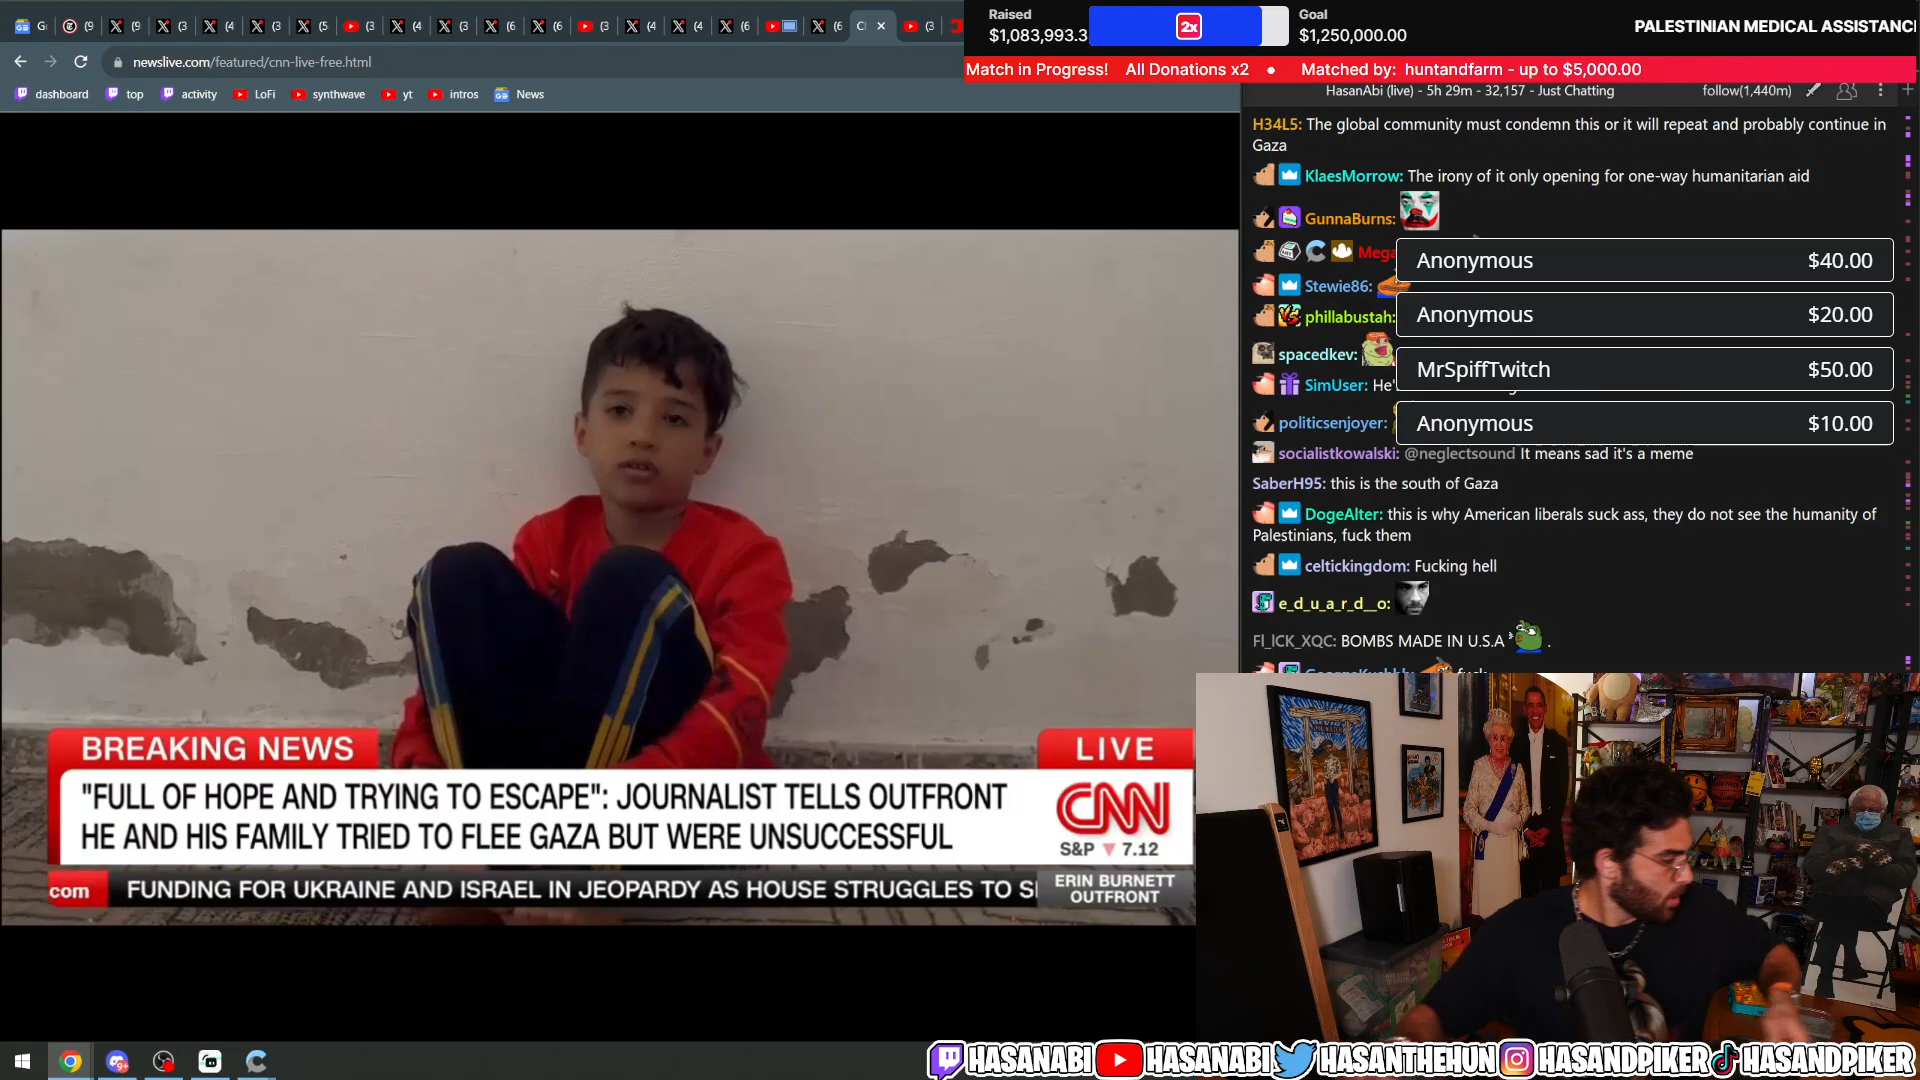 Raised
$1,083,993.3
2x
Goal
$1,250,000.00
PALESTINIAN MEDICAL ASSISTANC
Match in Progress! All Donations x2 • Matched by: huntandfarm - up to $5,000.00
newslive.com/featured/cnn-live-free.html
dashboard
top
activity
LoFi
synthwave
yt
intros
News
HasanAbi (live) - 5h 29m - 32,157 - Just Chatting
follow(1,440m)
H34L5: The global community must condemn this or it will repeat and probably continue in
Gaza
KlaesMorrow: The irony of it only opening for one-way humanitarian aid
GunnaBurns:
Mega
Stewie86:
phillabustah:
spacedkev:
SimUser: He'
politicsenjoyer:
Anonymous $40.00
Anonymous $20.00
MrSpiffTwitch $50.00
Anonymous $10.00
socialistkowalski: @neglectsound It means sad it's a meme
SaberH95: this is the south of Gaza
DogeAlter: this is why American liberals suck ass, they do not see the humanity of
Palestinians, fuck them
celtickingdom: Fucking hell
e_d_u_a_r_d__o:
FI_ICK_XQC: BOMBS MADE IN U.S.A .
BREAKING NEWS
LIVE
"FULL OF HOPE AND TRYING TO ESCAPE": JOURNALIST TELLS OUTFRONT
HE AND HIS FAMILY TRIED TO FLEE GAZA BUT WERE UNSUCCESSFUL
CNN
S&P ▼ 7.12
com
FUNDING FOR UKRAINE AND ISRAEL IN JEOPARDY AS HOUSE STRUGGLES TO S
ERIN BURNETT
OUTFRONT
HASANABI
HASANABI
HASANTHEHUN
HASANDPIKER
HASANDPIKER